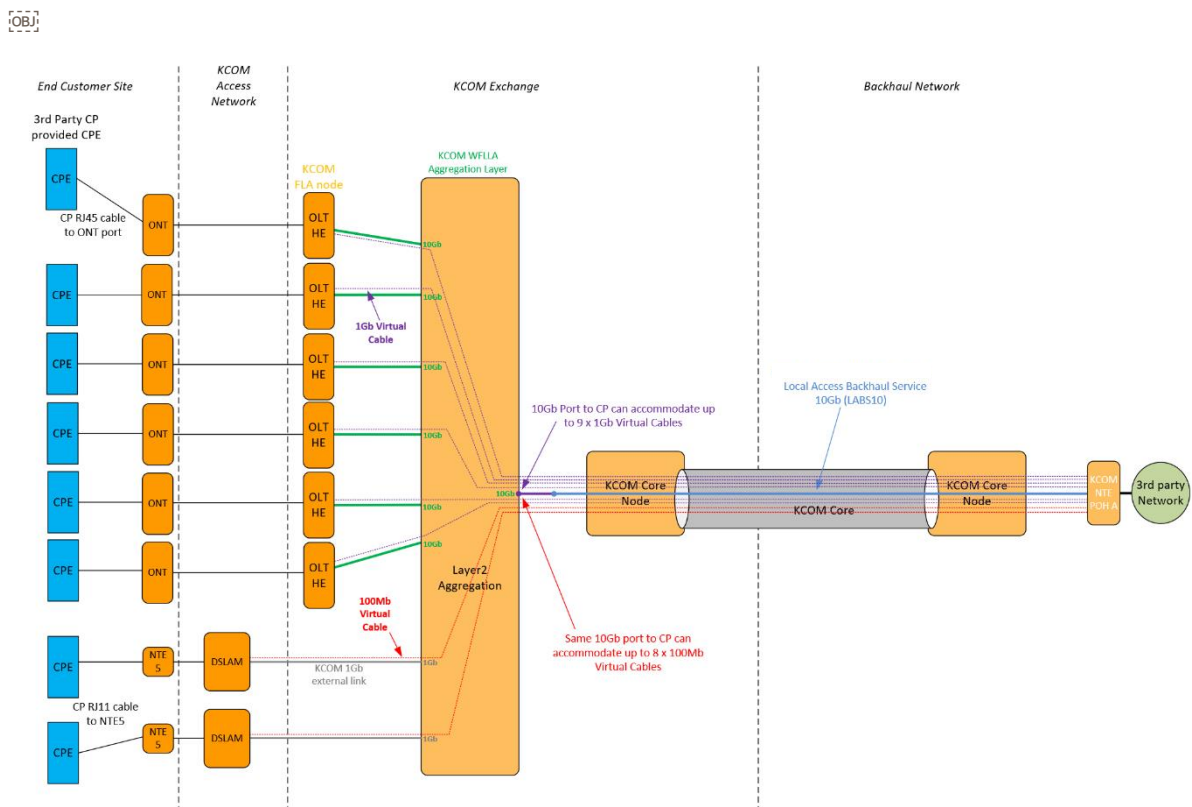 OBJ
End Customer Site
KCOM
Access
Network
KCOM Exchange
Backhaul Network
3rd Party CP
provided CPE
CPE
CP RJ45 cable
to ONT port
ONT
KCOM
FLA node
OLT
HE
KCOM WFLLA
Aggregation Layer
10Gb
CPE
ONT
OLT
HE
10Gb
1Gb Virtual
Cable
CPE
ONT
OLT
HE
10Gb
CPE
ONT
OLT
HE
10Gb
CPE
ONT
OLT
HE
10Gb
CPE
ONT
OLT
HE
10Gb
Layer2
Aggregation
10Gb
10Gb Port to CP can accommodate up
to 9 x 1Gb Virtual Cables
Same 10Gb port to CP can
accommodate up to 8 x 100Mb
Virtual Cables
KCOM Core
Node
KCOM Core
Local Access Backhaul Service
10Gb (LABS10)
KCOM Core
Node
KCOM
NTE
POH A
3rd party
Network
100Mb
Virtual
Cable
CPE
NTE
5
DSLAM
KCOM 1Gb
external link
1Gb
CP RJ11 cable
to NTE5
CPE
NTE
5
DSLAM
1Gb